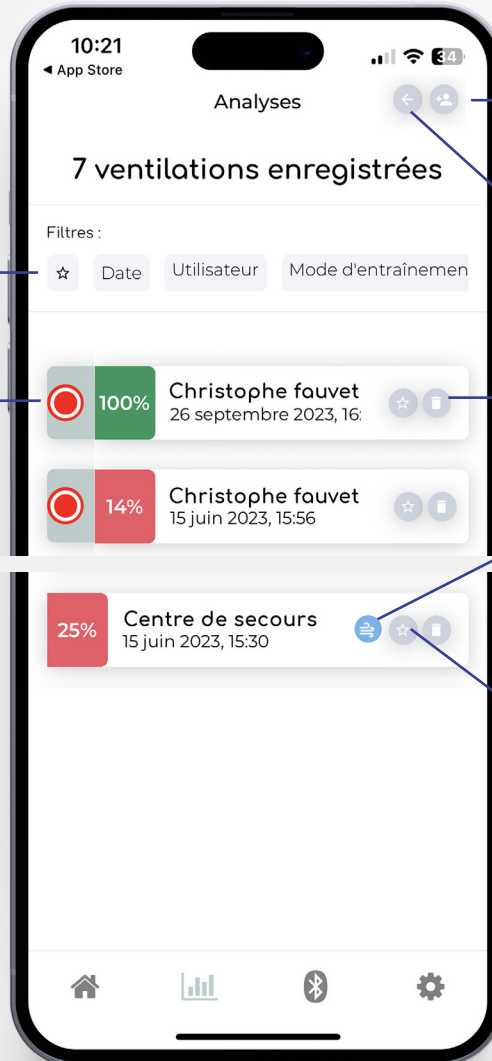 10:21
◀ App Store
34
Analyses
7 ventilations enregistrées
Filtres :
Date
Utilisateur
Mode d'entraînemen
100%
Christophe fauvet
26 septembre 2023, 16:
14%
Christophe fauvet
15 juin 2023, 15:56
25%
Centre de secours
15 juin 2023, 15:30